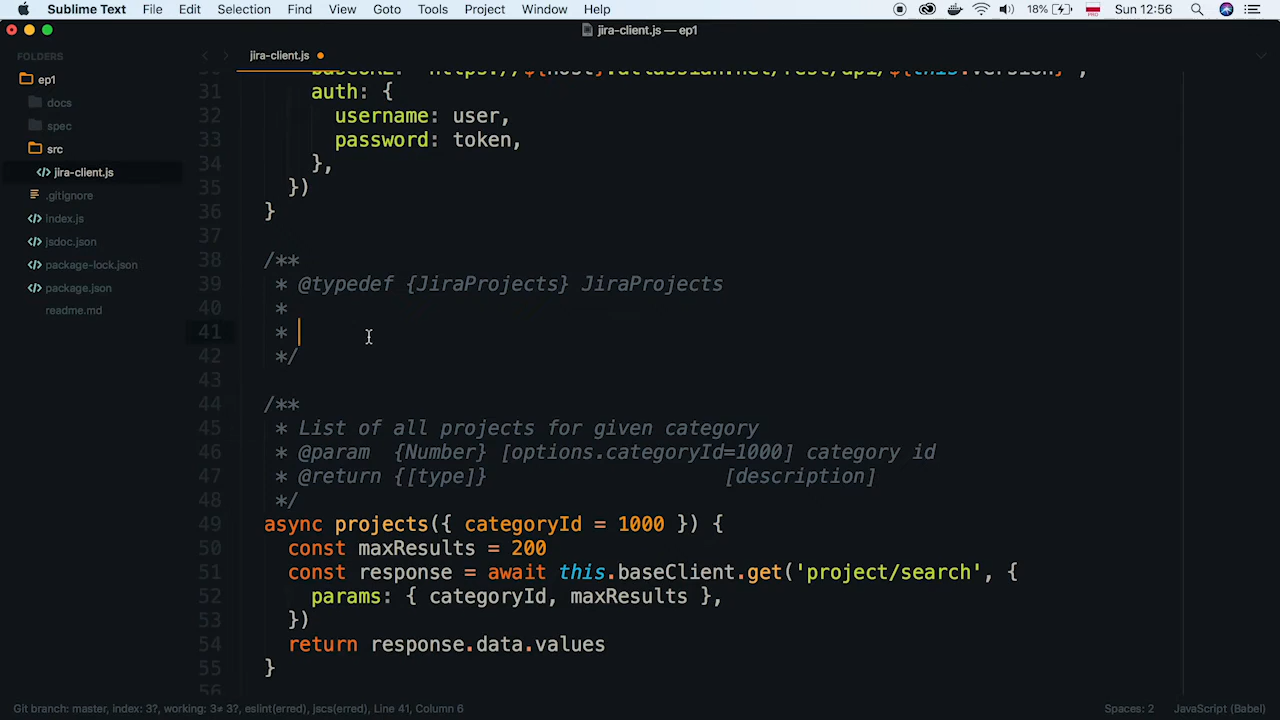 Sublime Text File Edit Selection Find View Goto Tools Project Window Help 18% PRO Sun 12:56
jira-client.js — ep1
FOLDERS
ep1
docs
spec
src
jira-client.js
.gitignore
index.js
jsdoc.json
package-lock.json
package.json
readme.md
jira-client.js
31 auth: {
32 username: user,
33 password: token,
34 },
35 })
36 }
37
38 /**
39 * @typedef {JiraProjects} JiraProjects
40 *
41 *
42 */
43
44 /**
45 * List of all projects for given category
46 * @param {Number} [options.categoryId=1000] category id
47 * @return {[type]} [description]
48 */
49 async projects({ categoryId = 1000 }) {
50 const maxResults = 200
51 const response = await this.baseClient.get('project/search', {
52 params: { categoryId, maxResults },
53 })
54 return response.data.values
55 }
56
Git branch: master, index: 3?, working: 3≠ 3?, eslint(erred), jscs(erred), Line 41, Column 6 Spaces: 2 JavaScript (Babel)